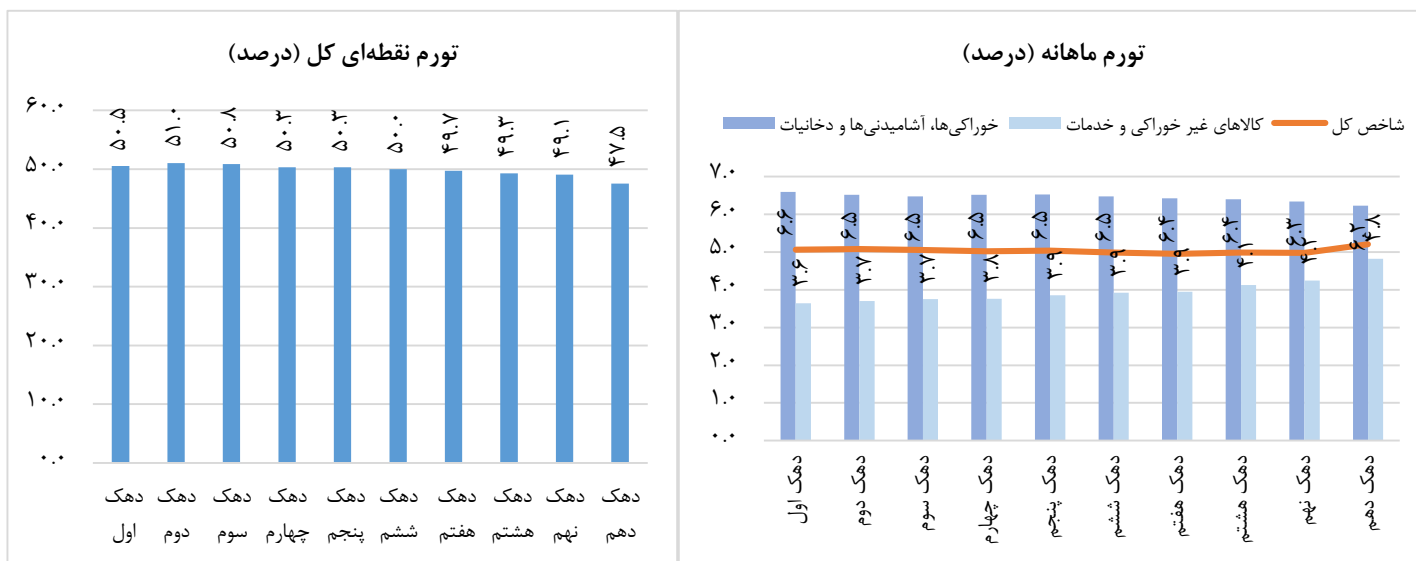 تورم ماهانه (درصد)
خوراکی‌ها، آشامیدنی‌ها و دخانیات
کالاهای غیر خوراکی و خدمات
شاخص کل
۷.۰
۶.۰
۵.۰
۴.۰
۳.۰
۲.۰
۱.۰
۰.۰
۶.۶
۶.۵
۶.۵
۶.۵
۶.۵
۶.۵
۶.۴
۶.۴
۶.۳
۶.۲
۳.۶
۳.۷
۳.۷
۳.۸
۳.۹
۳.۹
۳.۹
۴.۱
۴.۲
۴.۸
دهک اول
دهک دوم
دهک سوم
دهک چهارم
دهک پنجم
دهک ششم
دهک هفتم
دهک هشتم
دهک نهم
دهک دهم
تورم نقطه‌ای کل (درصد)
۶۰.۰
۵۰.۰
۴۰.۰
۳۰.۰
۲۰.۰
۱۰.۰
۰.۰
۵۰.۵
۵۱.۰
۵۰.۸
۵۰.۳
۵۰.۳
۵۰.۰
۴۹.۷
۴۹.۳
۴۹.۱
۴۷.۵
دهک
اول
دهک
دوم
دهک
سوم
دهک
چهارم
دهک
پنجم
دهک
ششم
دهک
هفتم
دهک
هشتم
دهک
نهم
دهک
دهم